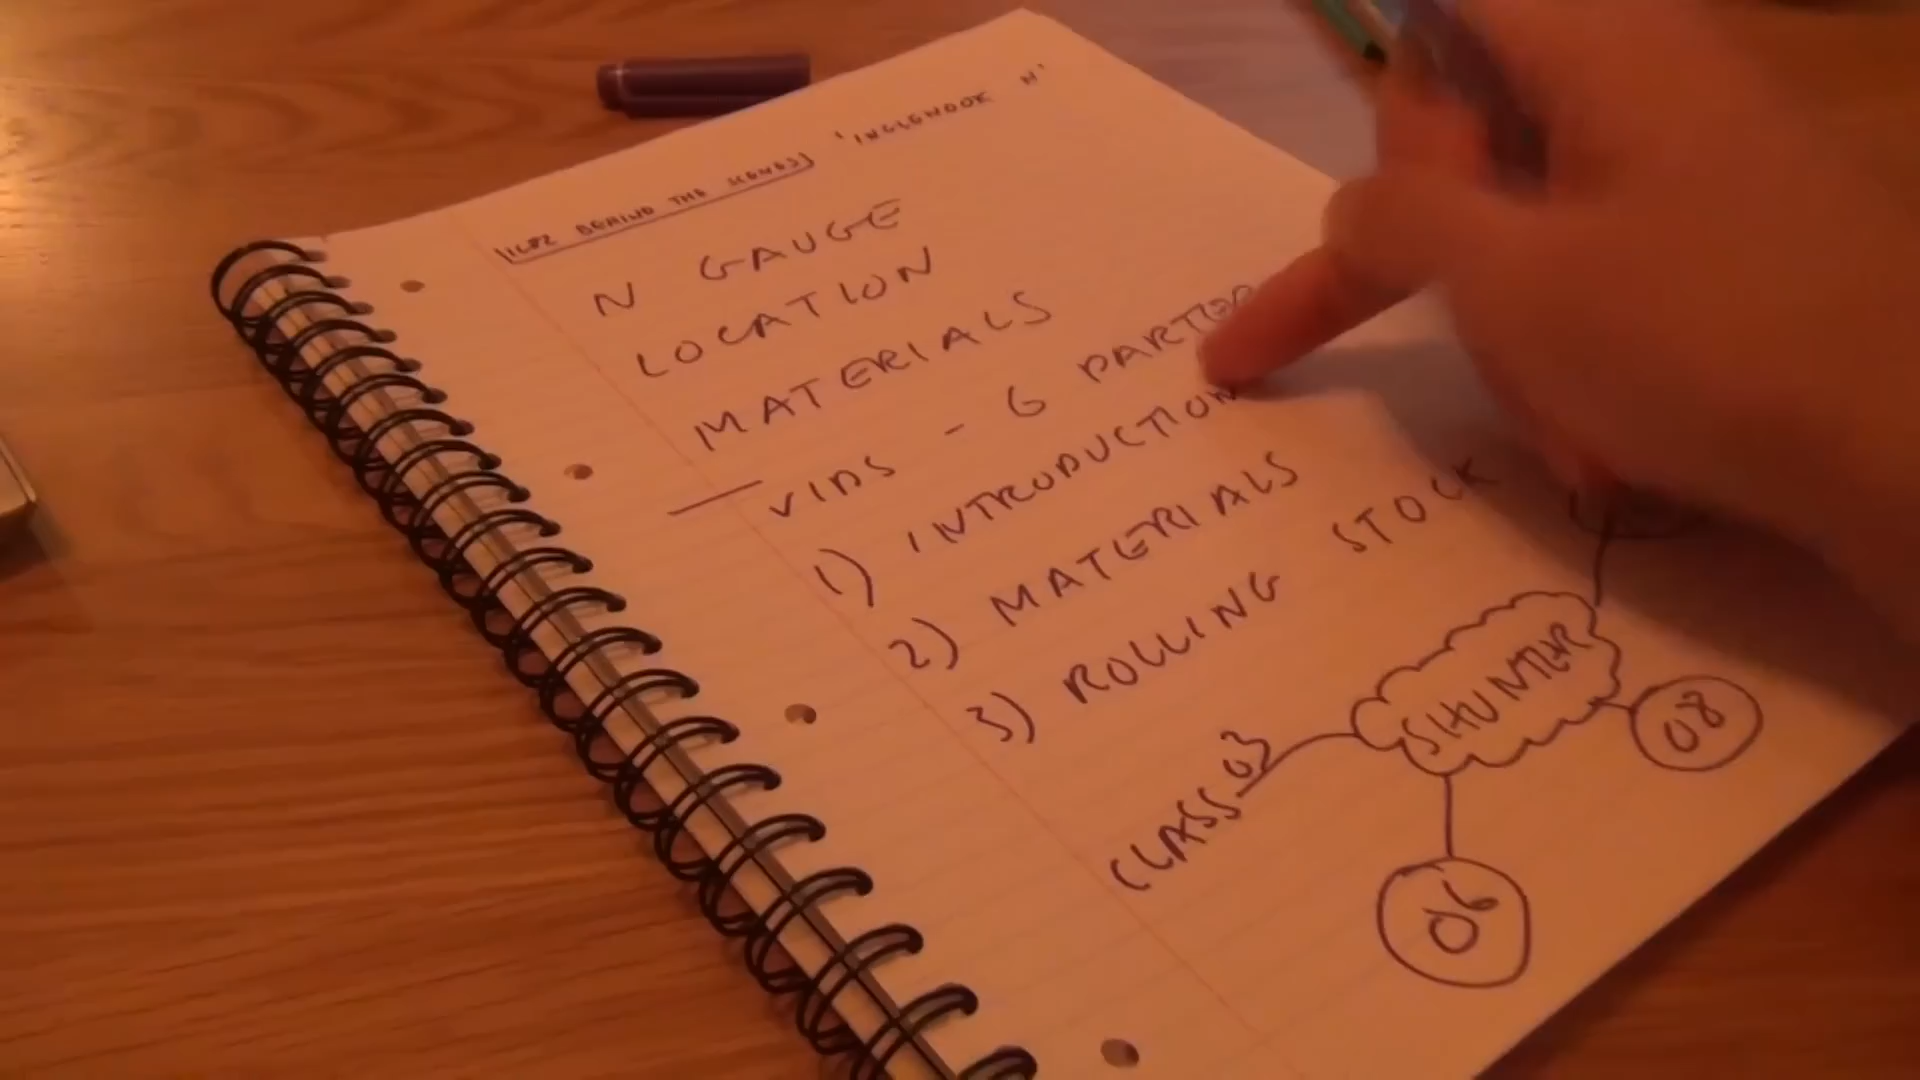 BEHIND THE SCENES 'INGLENOOK N'
N GAUGE
LOCATION
MATERIALS
VIDS - 6 PARTER
1) INTRODUCTION
2) MATERIALS
3) ROLLING STOCK
SHUNTER
CLASS 03
08
06